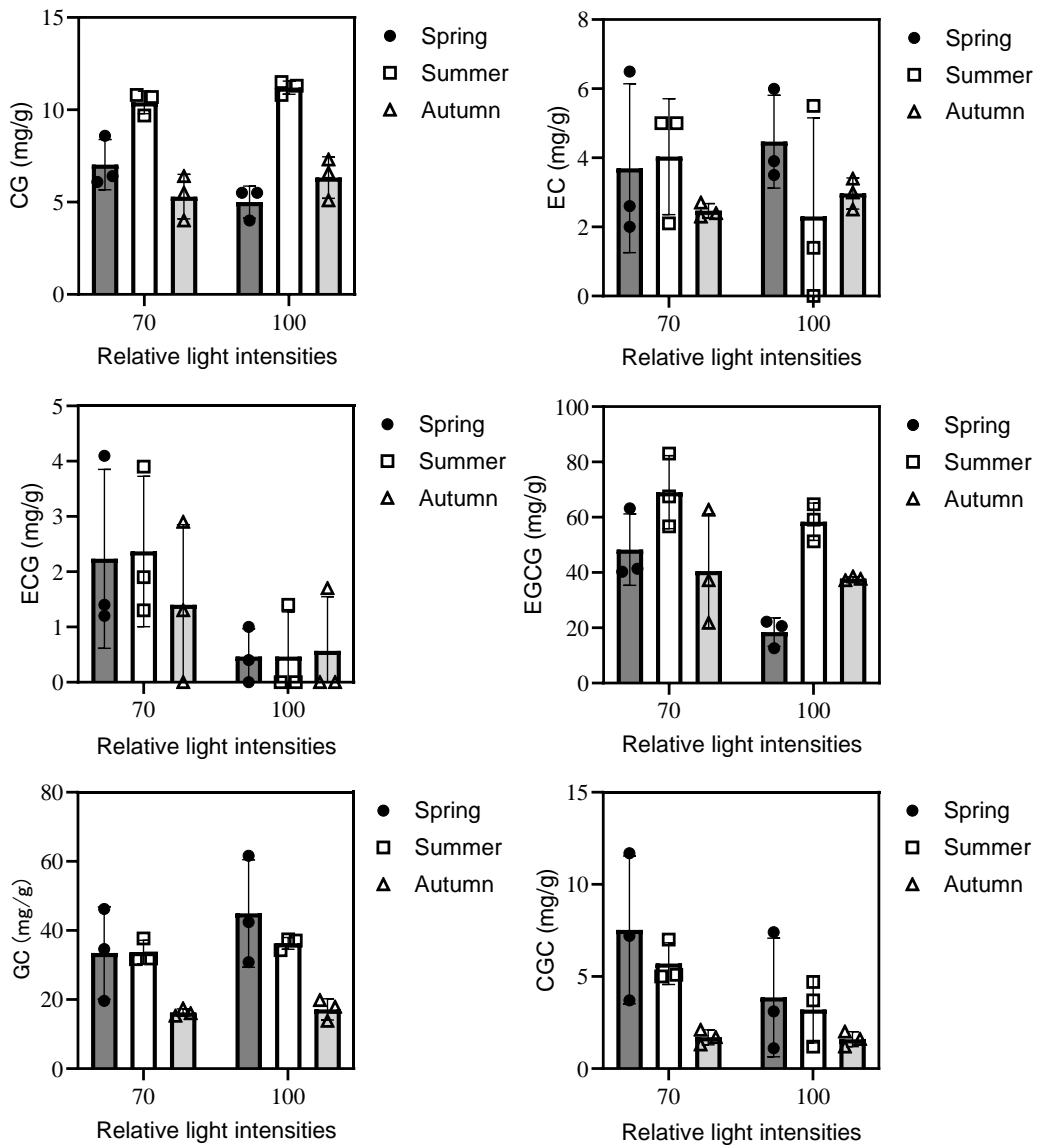 15
10
5
0
CG (mg/g)
70
100
Relative light intensities
Spring
Summer
Autumn
8
6
4
2
0
EC (mg/g)
70
100
Relative light intensities
Spring
Summer
Autumn
5
4
3
2
1
0
ECG (mg/g)
70
100
Relative light intensities
Spring
Summer
Autumn
100
80
60
40
20
0
EGCG (mg/g)
70
100
Relative light intensities
Spring
Summer
Autumn
80
60
40
20
0
GC (mg/g)
70
100
Relative light intensities
Spring
Summer
Autumn
15
10
5
0
CGC (mg/g)
70
100
Relative light intensities
Spring
Summer
Autumn